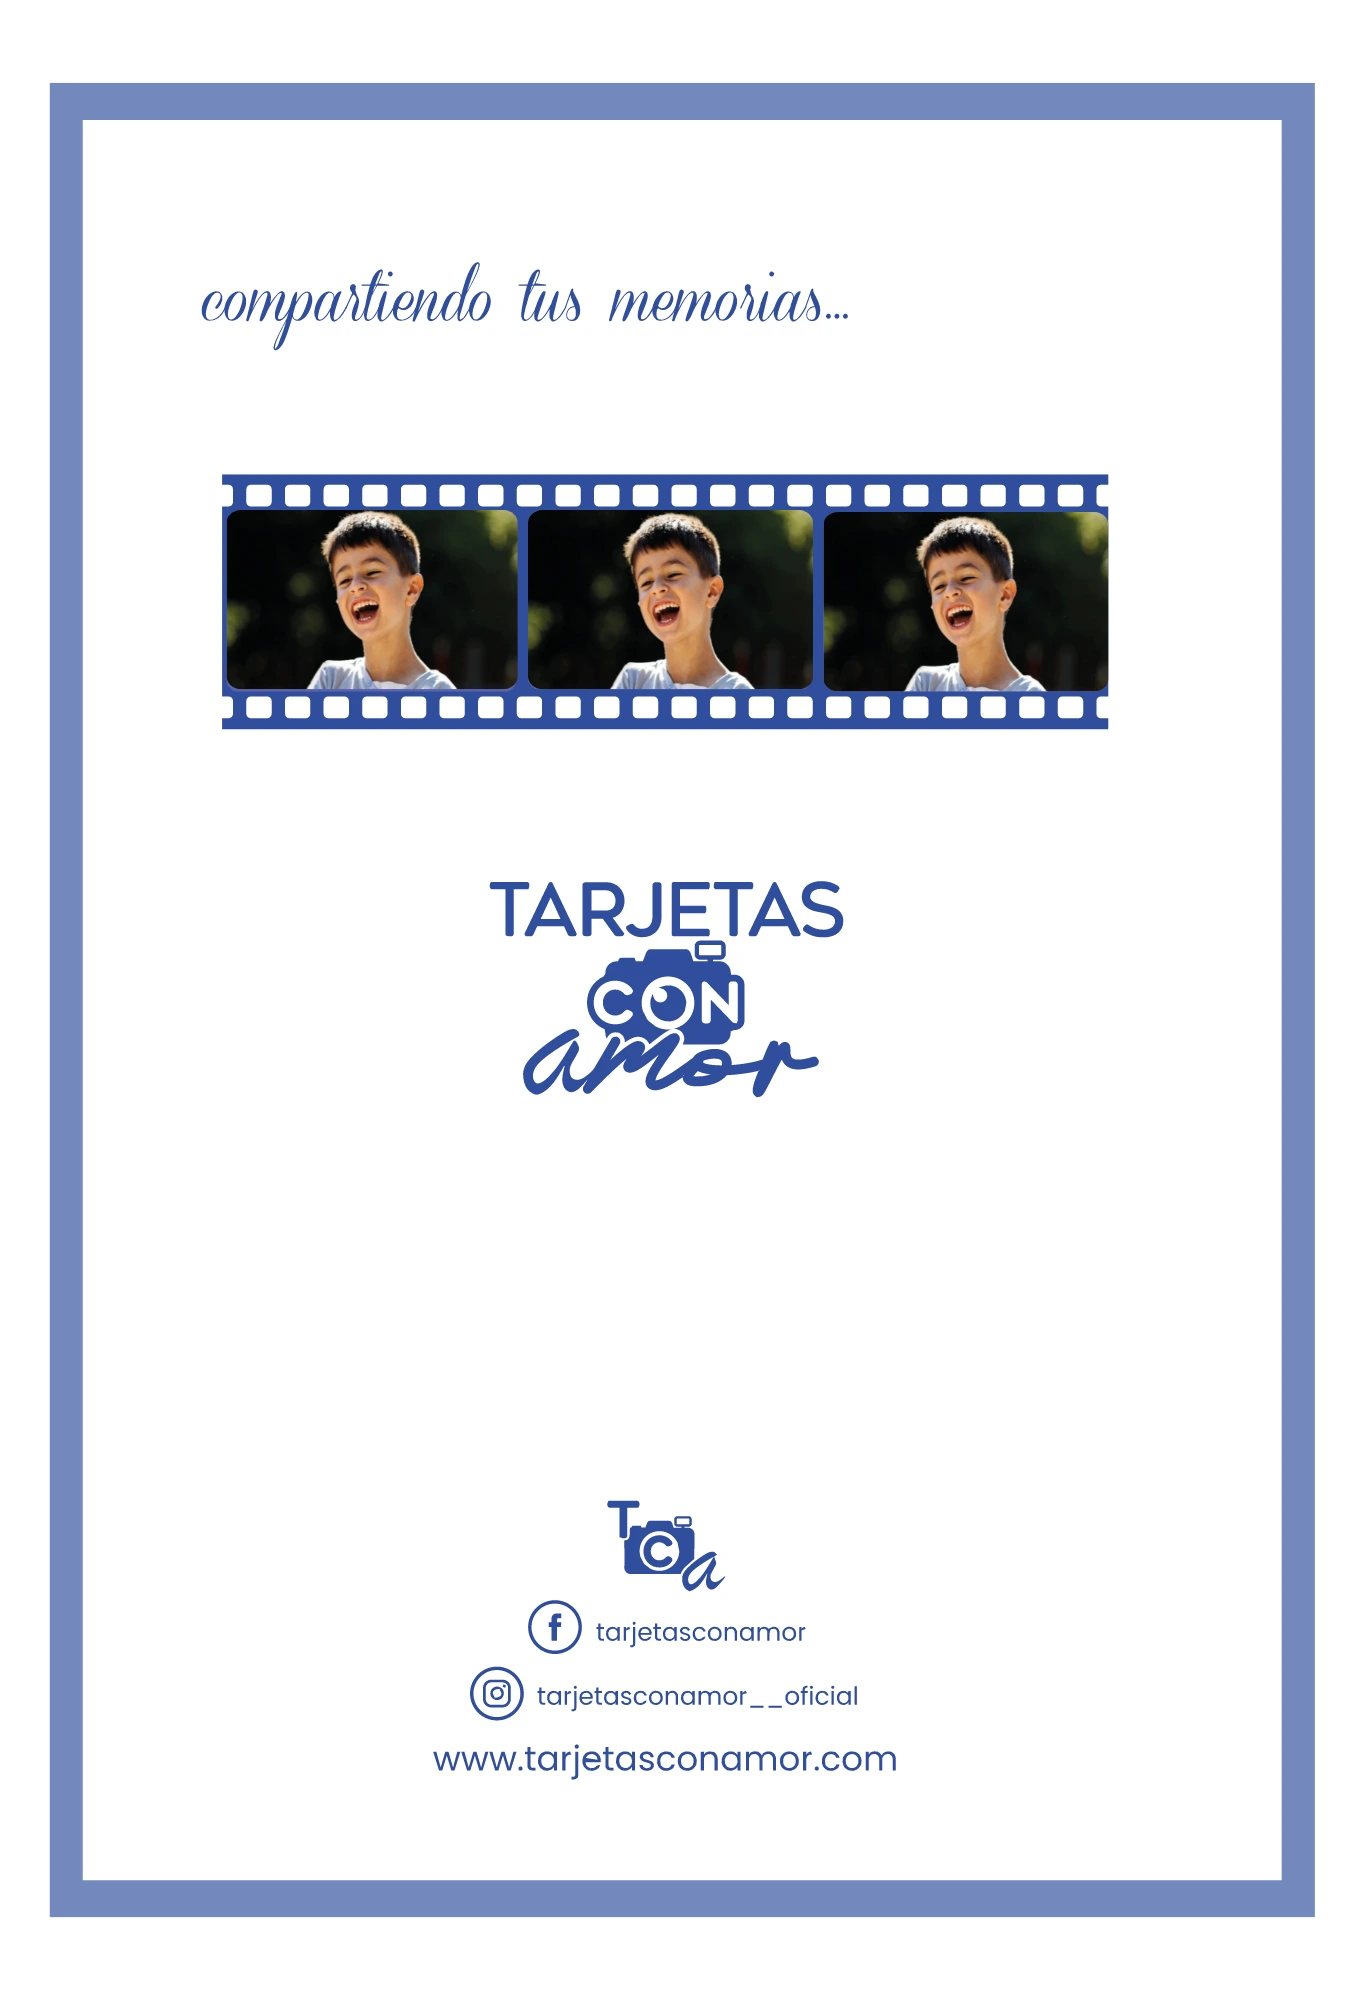 compartiendo tus memorias...
TARJETAS
CON
amor
TCa
tarjetasconamor
tarjetasconamor__oficial
www.tarjetasconamor.com